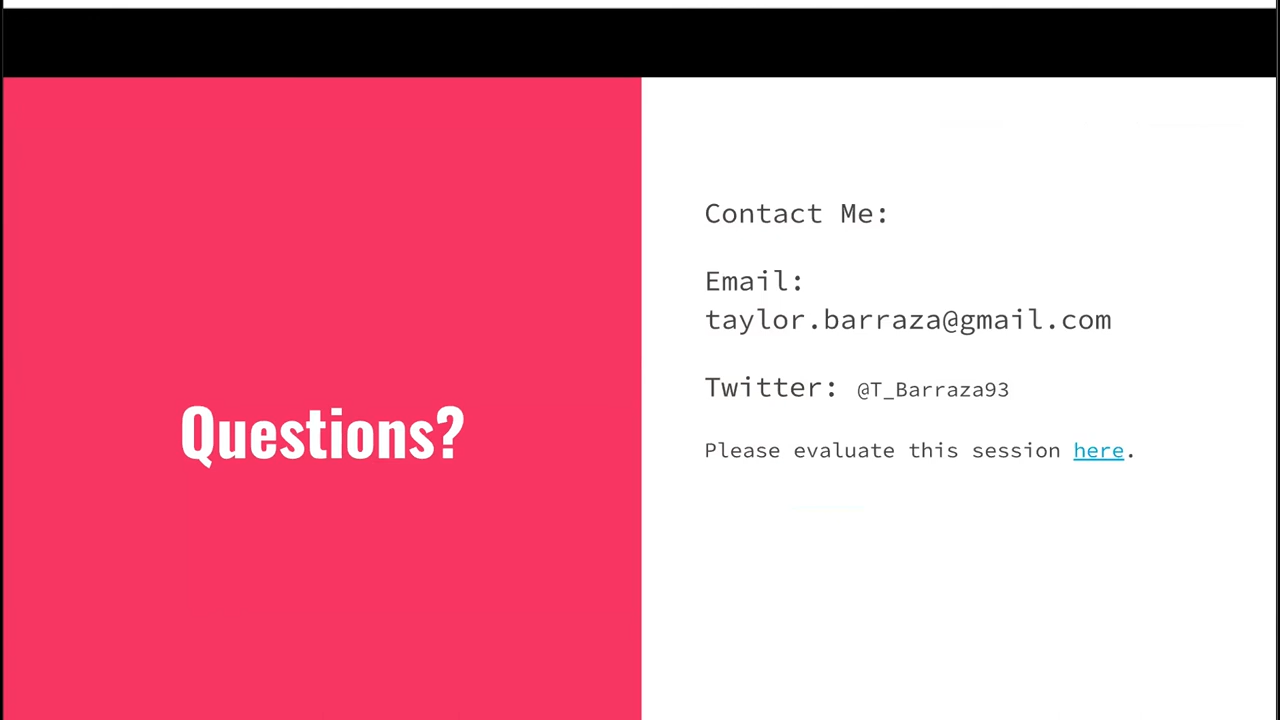 Questions?
Contact Me:
Email:
taylor.barraza@gmail.com
Twitter: @T_Barraza93
Please evaluate this session here.